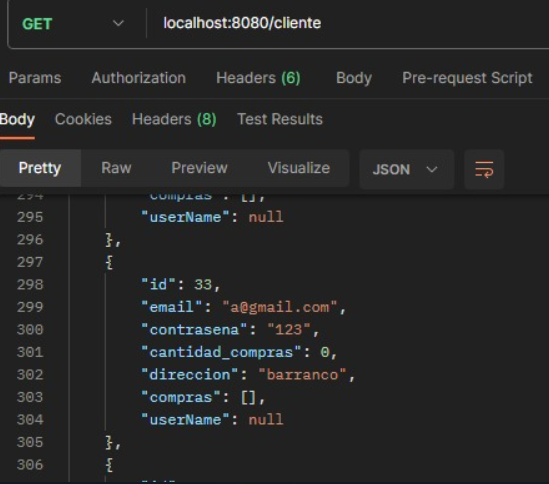 GET localhost:8080/cliente
Params Authorization Headers (6) Body Pre-request Script
Body Cookies Headers (8) Test Results
Pretty Raw Preview Visualize JSON
294 "compras": [],
295 "userName": null
296 },
297 {
298 "id": 33,
299 "email": "a@gmail.com",
300 "contrasena": "123",
301 "cantidad_compras": 0,
302 "direccion": "barranco",
303 "compras": [],
304 "userName": null
305 },
306 {